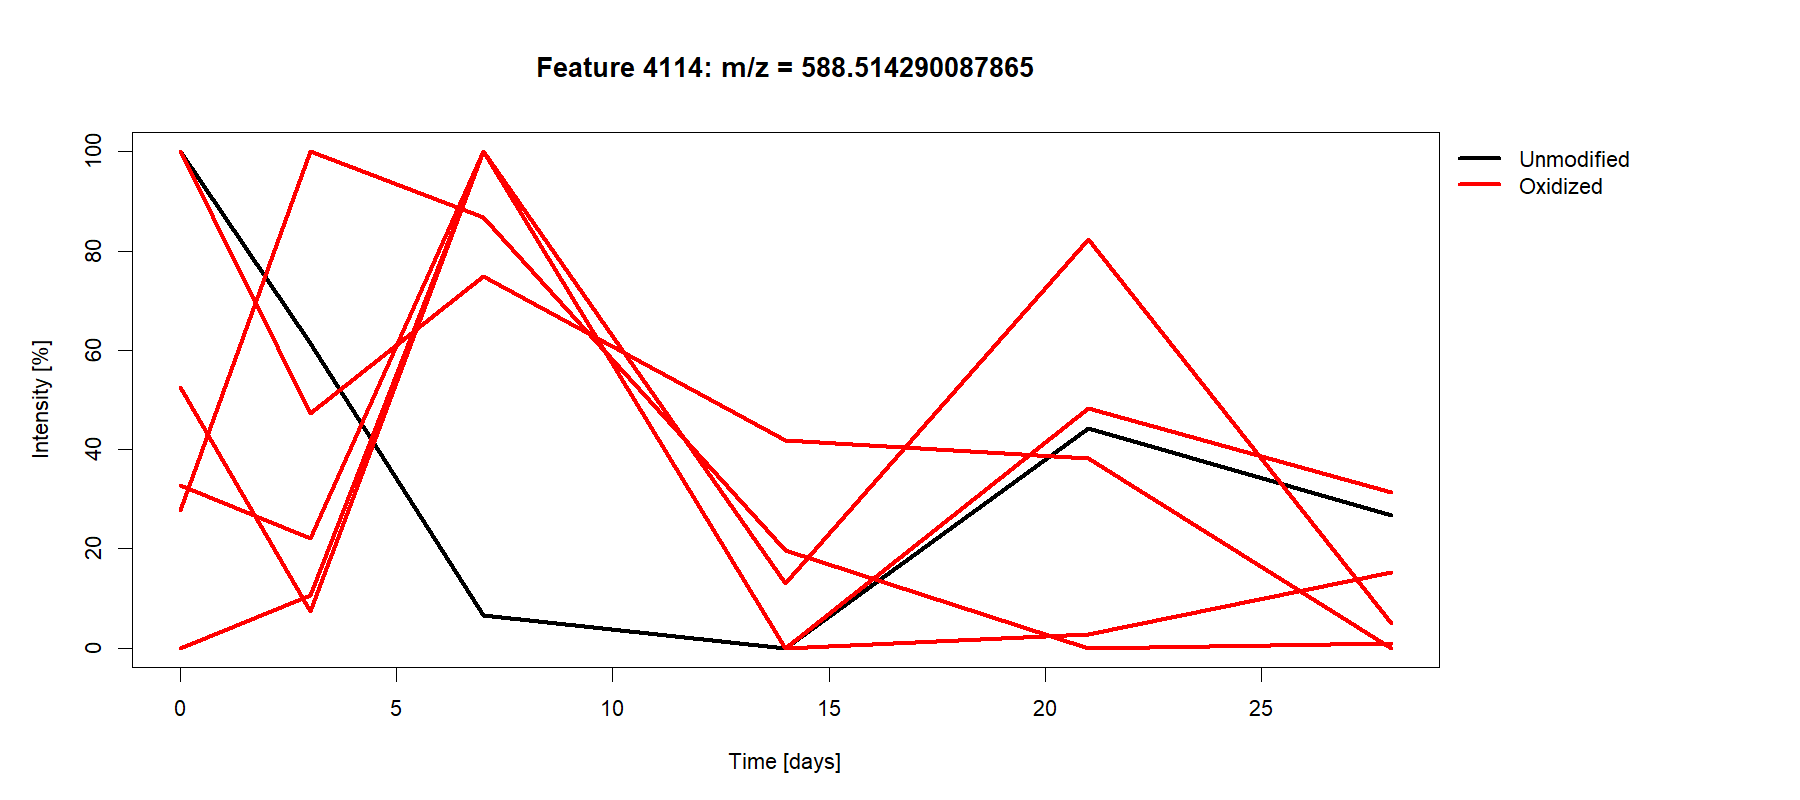 Feature 4114: m/z = 588.514290087865
Unmodified
Oxidized
100
80
60
40
20
0
Intensity [%]
0 5 10 15 20 25
Time [days]